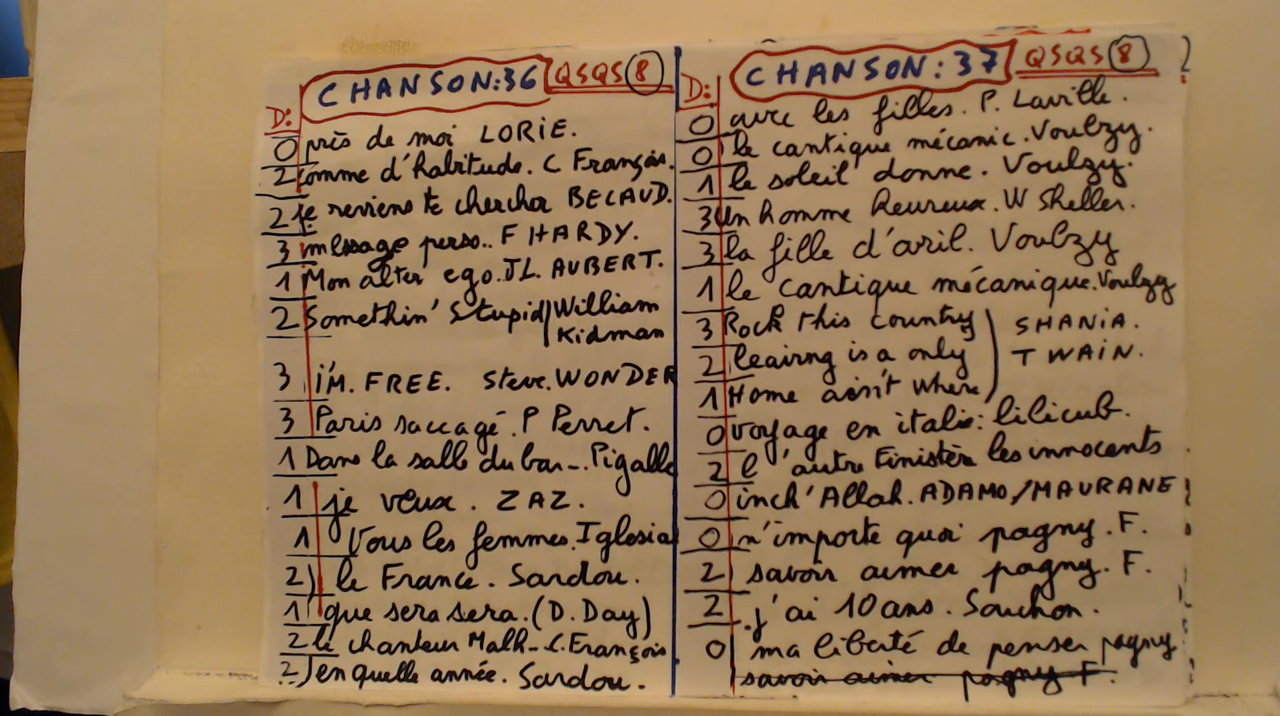 CHANSON:36 QSQS 8
D:
0 près de moi LORIE.
2 comme d'habitude. C François.
2 je reviens te chercher BECAUD.
3 message perso.. F HARDY.
1 Mon alter ego. JL. AUBERT.
2 Somethin' Stupid William
Kidman
3 I'M. FREE. Steve. WONDER
3 Paris saccagé. P Perret.
1 Dans la salle du bar-. Pigalle
1 je veux. ZAZ.
1 Vous les femmes. Iglesia
2) le France. Sardou.
1 que sera sera. (D. Day)
2 le chanteur Malh-C. François
2 J en quelle année. Sardou.
CHANSON: 37 QSQS 8
D:
0 avec les filles. P. Laville.
0 le cantique mécanic. Voulzy.
1 le soleil donne. Voulzy.
3 un homme heureux. W Sheller.
3 la fille d'avril. Voulzy
1 le cantique mécanique. Voulzy
3 Rock this country ) SHANIA.
2 leairng is a only ) TWAIN.
1 Home ain't where )
0 voyage en italie: lilicub.
2 l'autre Finistère les innocents
0 inch'Allah. ADAMO/MAURANE
0 n'importe quoi pagny. F.
2 savoir aimer pagny. F.
2 j'ai 10 ans. Souchon.
0 ma liberté de penser pagny
savoir aimer pagny F.